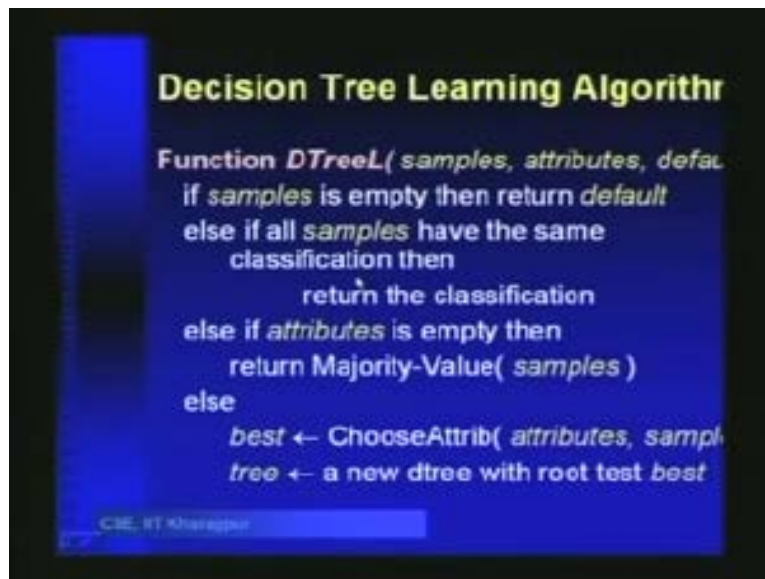 Decision Tree Learning Algorithr
Function DTreeL( samples, attributes, defau
if samples is empty then return default
else if all samples have the same
classification then
return the classification
else if attributes is empty then
return Majority-Value( samples )
else
best ← ChooseAttrib( attributes, sampl
tree ← a new dtree with root test best
CSE, IIT Kharagpur